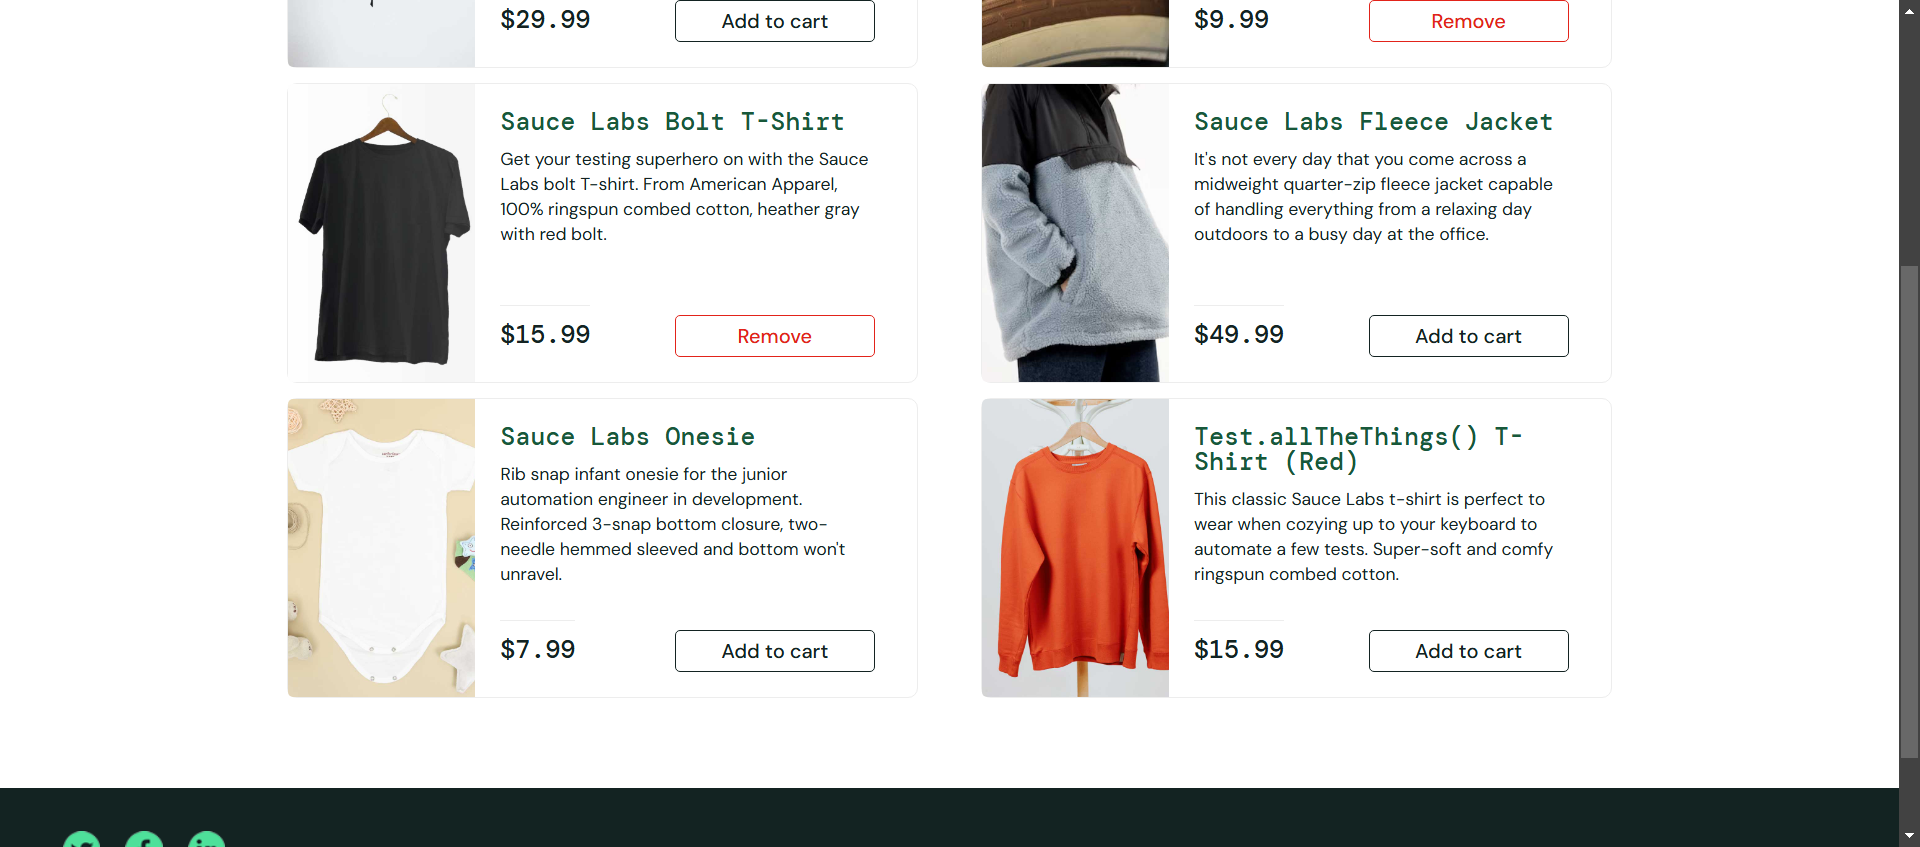 $29.99
Add to cart
$9.99
Remove
Sauce Labs Bolt T-Shirt
Get your testing superhero on with the Sauce
Labs bolt T-shirt. From American Apparel,
100% ringspun combed cotton, heather gray
with red bolt.
$15.99
Remove
Sauce Labs Fleece Jacket
It's not every day that you come across a
midweight quarter-zip fleece jacket capable
of handling everything from a relaxing day
outdoors to a busy day at the office.
$49.99
Add to cart
Sauce Labs Onesie
Rib snap infant onesie for the junior
automation engineer in development.
Reinforced 3-snap bottom closure, two-
needle hemmed sleeved and bottom won't
unravel.
$7.99
Add to cart
Test.allTheThings() T-
Shirt (Red)
This classic Sauce Labs t-shirt is perfect to
wear when cozying up to your keyboard to
automate a few tests. Super-soft and comfy
ringspun combed cotton.
$15.99
Add to cart